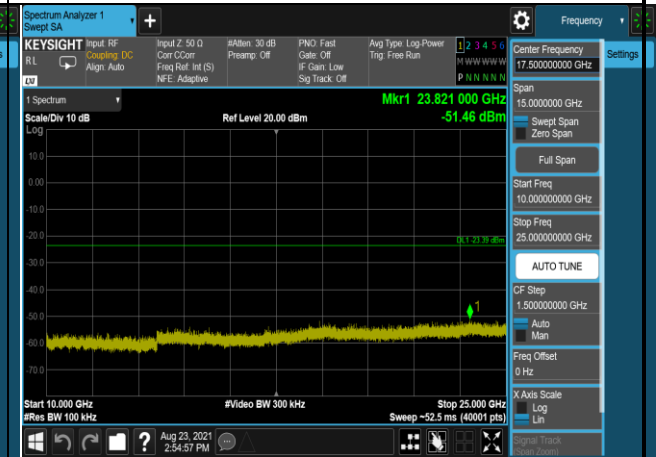 Spectrum Analyzer 1
Swept SA
Frequency
KEYSIGHT
RL
LXI
Input: RF
Coupling: DC
Align: Auto
Input Z: 50 Ω
Corr CCorr
Freq Ref: Int (S)
NFE: Adaptive
#Atten: 30 dB
Preamp: Off
PNO: Fast
Gate: Off
IF Gain: Low
Sig Track: Off
Avg Type: Log-Power
Trig: Free Run
1 2 3 4 5 6
M W W W W W
P N N N N N
1 Spectrum
Mkr1 23.821 000 GHz
Scale/Div 10 dB
Ref Level 20.00 dBm
-51.46 dBm
Log
10.0
0.00
-10.0
-20.0
DL1 -23.39 dBm
-30.0
-40.0
1
-50.0
-60.0
-70.0
Start 10.000 GHz
#Video BW 300 kHz
Stop 25.000 GHz
#Res BW 100 kHz
Sweep ~52.5 ms (40001 pts)
?
Aug 23, 2021
2:54:57 PM
Center Frequency
17.500000000 GHz
Span
15.0000000 GHz
Swept Span
Zero Span
Full Span
Start Freq
10.000000000 GHz
Stop Freq
25.000000000 GHz
AUTO TUNE
CF Step
1.500000000 GHz
Auto
Man
Freq Offset
0 Hz
X Axis Scale
Log
Lin
Signal Track
(Span Zoom)
Settings
s